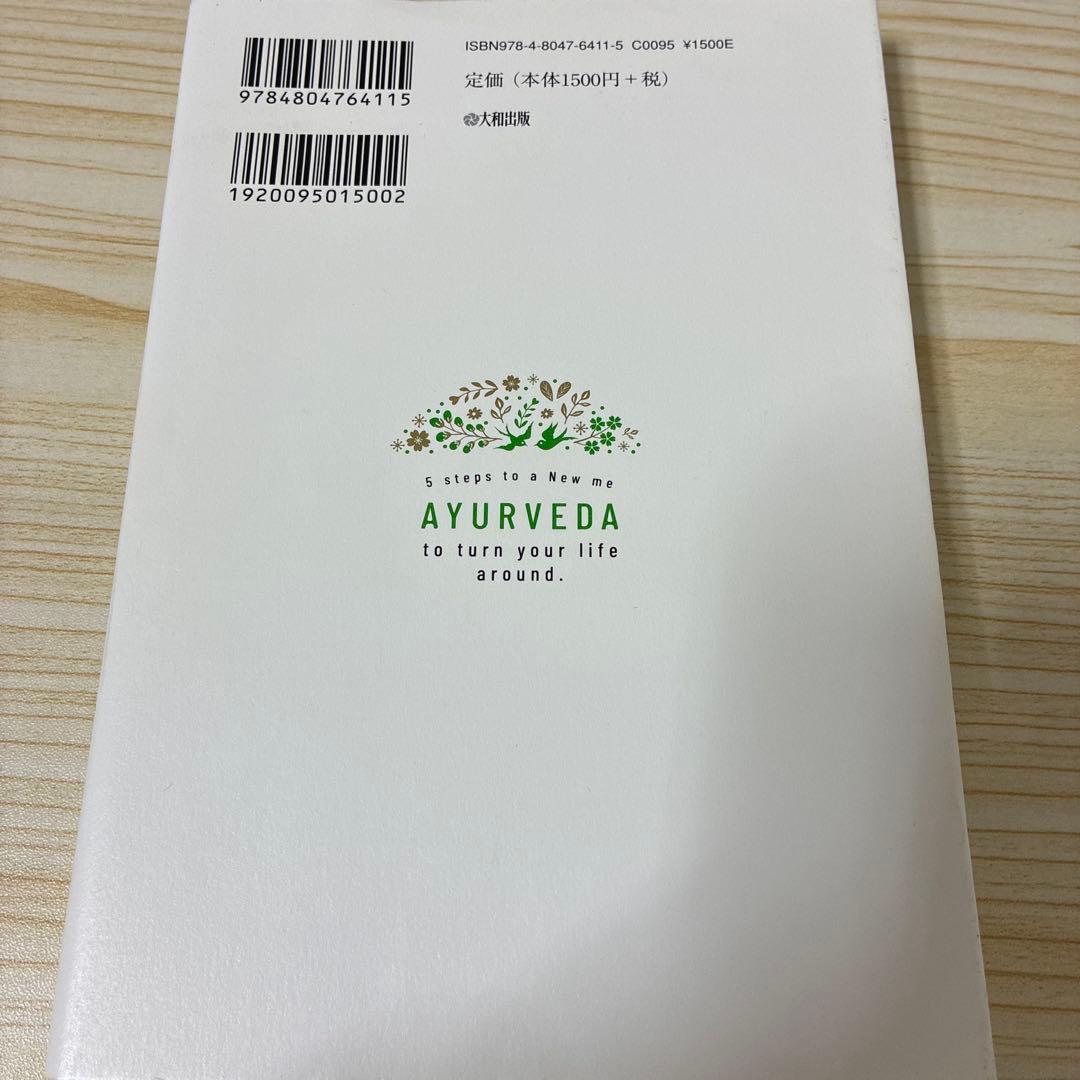 ISBN978-4-8047-6411-5 C0095 ¥1500E
9784804764115
定価（本体1500円＋税）
大和出版
1920095015002
5 steps to a New me
AYURVEDA
to turn your life
around.